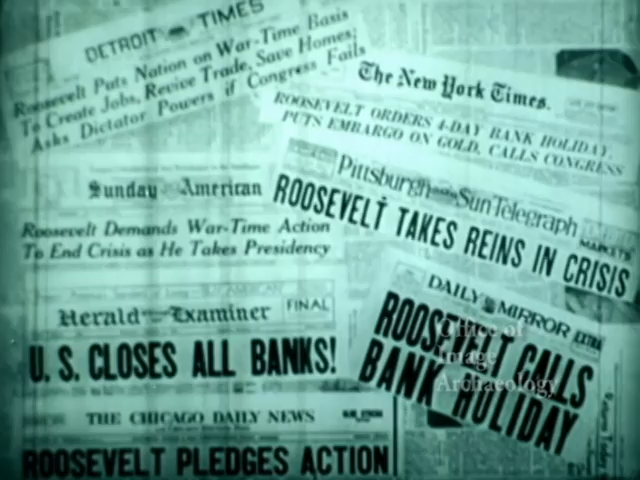 DETROIT TIMES
Roosevelt Puts Nation on War-Time Basis
To Create Jobs, Revive Trade, Save Homes;
Asks Dictator Powers if Congress Fails
The New York Times.
ROOSEVELT ORDERS 4-DAY BANK HOLIDAY,
PUTS EMBARGO ON GOLD, CALLS CONGRESS
Sunday American
Roosevelt Demands War-Time Action
To End Crisis as He Takes Presidency
Pittsburgh Sun Telegraph
MARKETS
ROOSEVELT TAKES REINS IN CRISIS
Herald Examiner
FINAL
U. S. CLOSES ALL BANKS!
DAILY MIRROR
EXTRA
ROOSEVELT CALLS
BANK HOLIDAY
Office of
Image
Archaeology
THE CHICAGO DAILY NEWS
ROOSEVELT PLEDGES ACTION